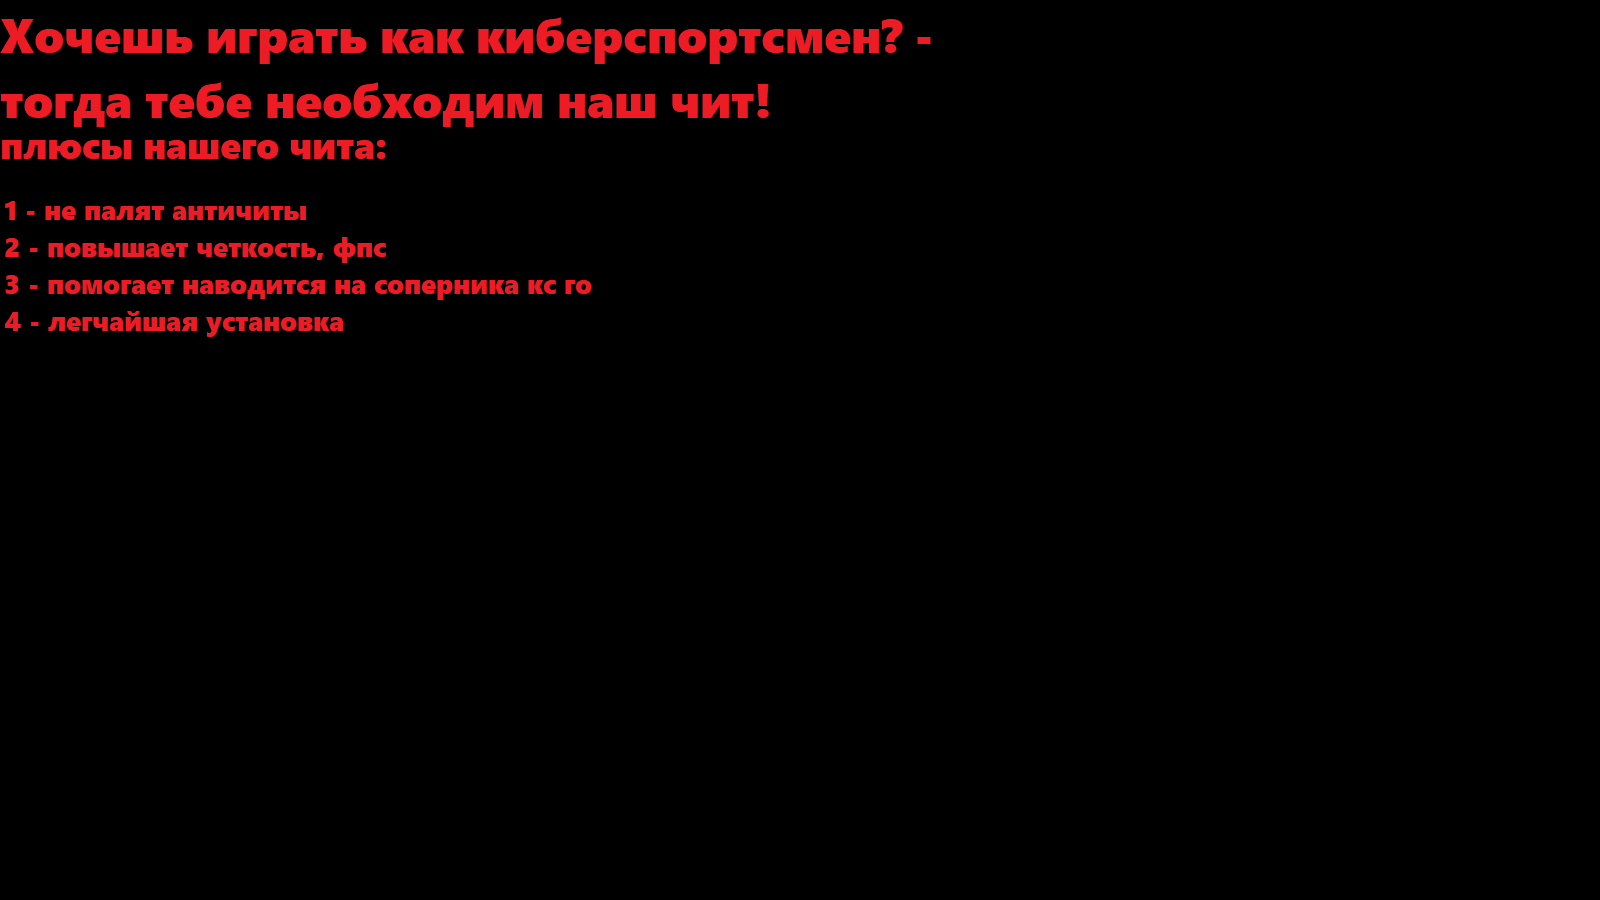 Хочешь играть как киберспортсмен? -
тогда тебе необходим наш чит!
плюсы нашего чита:
1 - не палят античиты
2 - повышает четкость, фпс
3 - помогает наводится на соперника кс го
4 - легчайшая установка